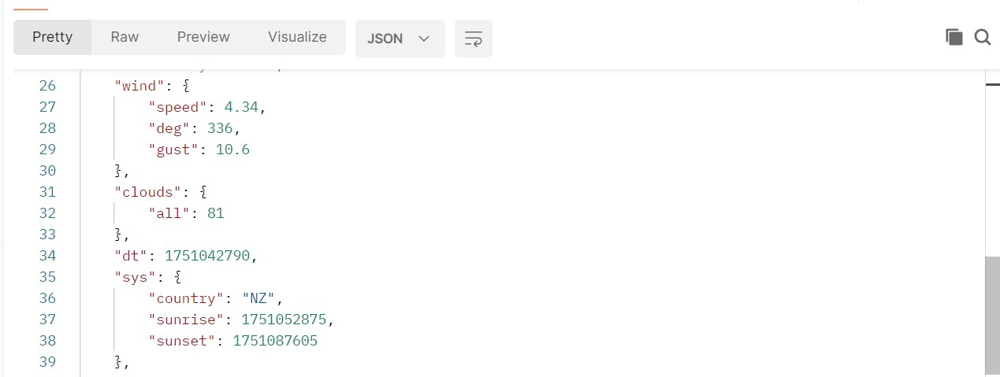 Pretty Raw Preview Visualize JSON
26 "wind": {
27 "speed": 4.34,
28 "deg": 336,
29 "gust": 10.6
30 },
31 "clouds": {
32 "all": 81
33 },
34 "dt": 1751042790,
35 "sys": {
36 "country": "NZ",
37 "sunrise": 1751052875,
38 "sunset": 1751087605
39 },